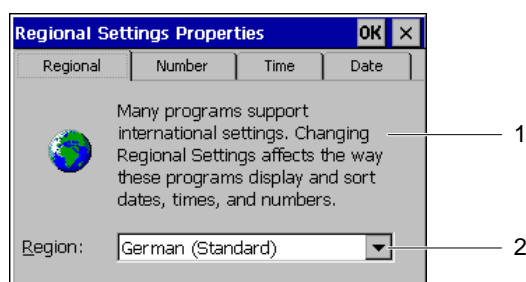 Regional Settings Properties OK ×
Regional Number Time Date
Many programs support
international settings. Changing 1
Regional Settings affects the way
these programs display and sort
dates, times, and numbers.
Region: German (Standard) 2